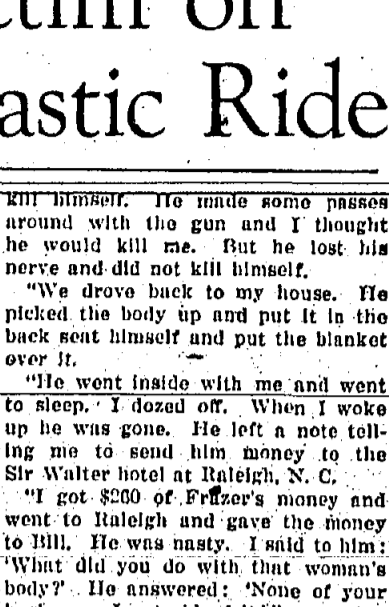 on
astic Ride
kill himself. He made some passes
around with the gun and I thought
he would kill me. But he lost his
nerve and did not kill himself.
"We drove back to my house. He
picked the body up and put it in the
back seat himself and put the blanket
over it.
"He went inside with me and went
to sleep. I dozed off. When I woke
up he was gone. He left a note tell-
ing me to send him money to the
Sir Walter hotel at Raleigh, N. C.
"I got $260 of Frazer's money and
went to Raleigh and gave the money
to Bill. He was nasty. I said to him:
'What did you do with that woman's
body?' He answered: 'None of your